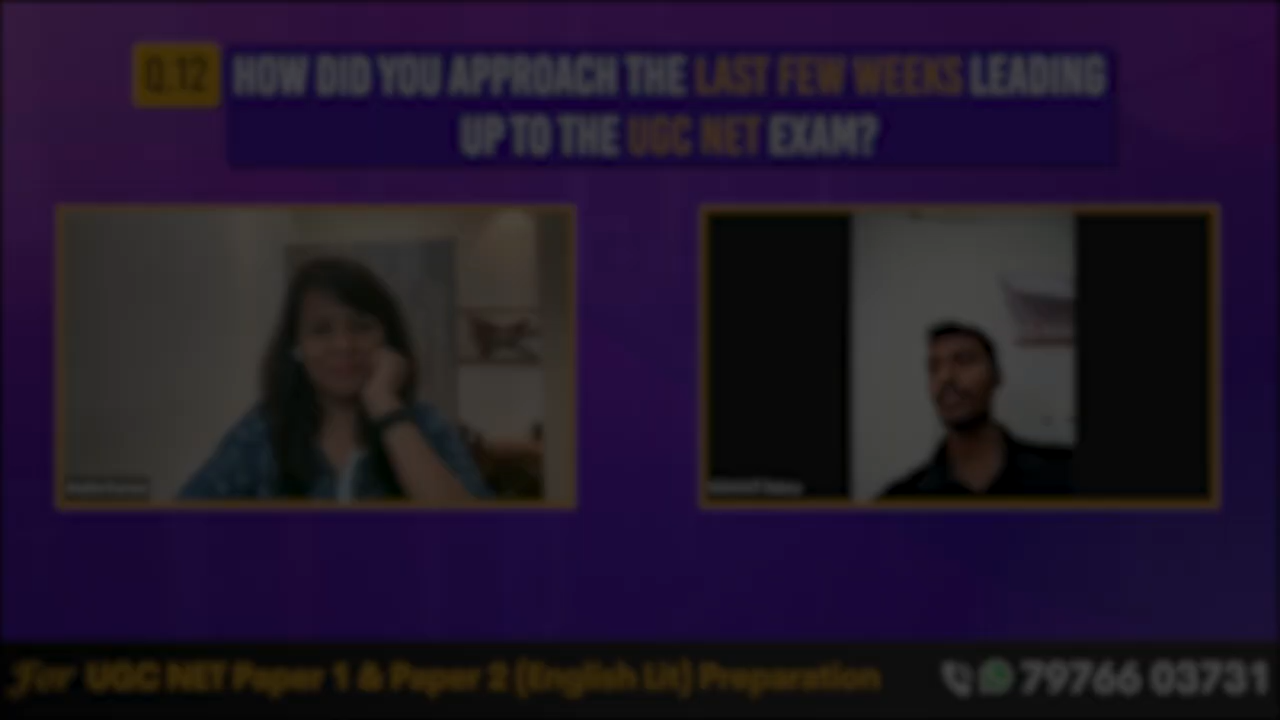 Q.12
HOW DID YOU APPROACH THE LAST FEW WEEKS LEADING
UP TO THE UGC NET EXAM?
For UGC NET Paper 1 & Paper 2 (English Lit) Preparation
79766 03731